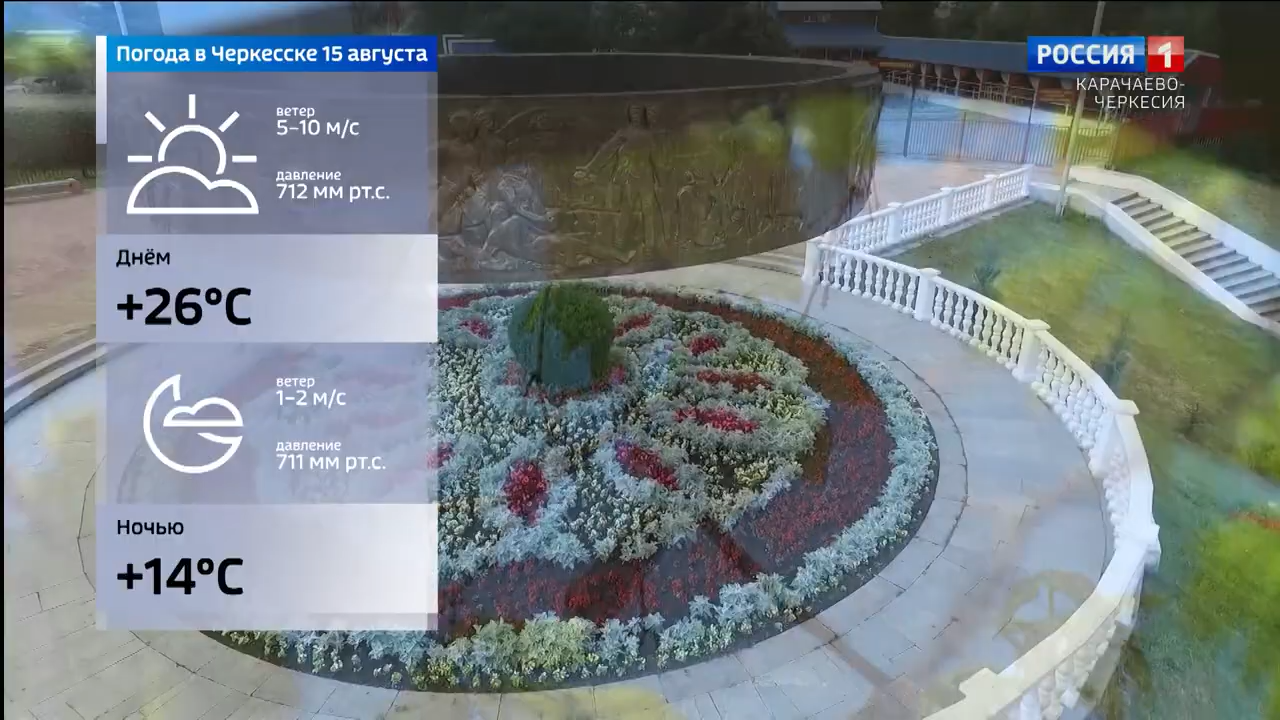 Погода в Черкесске 15 августа
ветер
5-10 м/с
давление
712 мм рт.с.
Днём
+26°C
ветер
1-2 м/с
давление
711 мм рт.с.
Ночью
+14°C
РОССИЯ 1
КАРАЧАЕВО-
ЧЕРКЕСИЯ